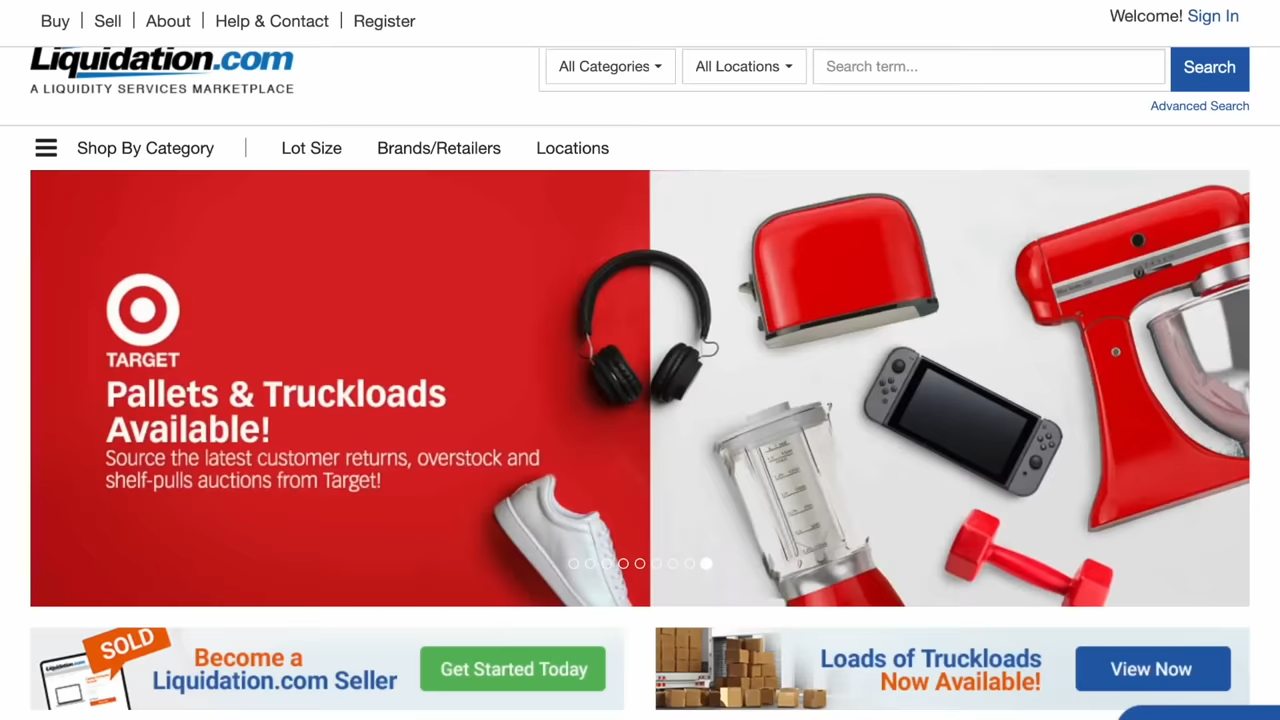 Buy | Sell | About | Help & Contact | Register
Welcome! Sign In
Liquidation.com
A LIQUIDITY SERVICES MARKETPLACE
All Categories
All Locations
Search term...
Search
Advanced Search
Shop By Category | Lot Size Brands/Retailers Locations
TARGET
Pallets & Truckloads
Available!
Source the latest customer returns, overstock and
shelf-pulls auctions from Target!
SOLD
Liquidation.com
Become a
Liquidation.com Seller
Get Started Today
Loads of Truckloads
Now Available!
View Now